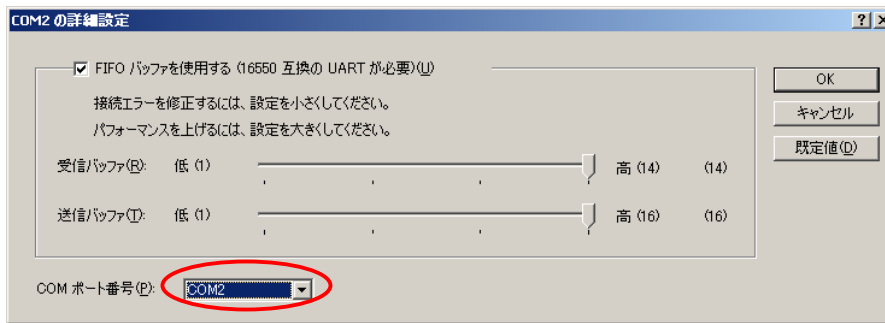 COM2 の詳細設定
FIFO バッファを使用する (16550 互換の UART が必要)(U)
接続エラーを修正するには、設定を小さくしてください。
パフォーマンスを上げるには、設定を大きくしてください。
受信バッファ(R): 低 (1) 高 (14) (14)
送信バッファ(T): 低 (1) 高 (16) (16)
COM ポート番号(P): COM2
OK
キャンセル
既定値(D)